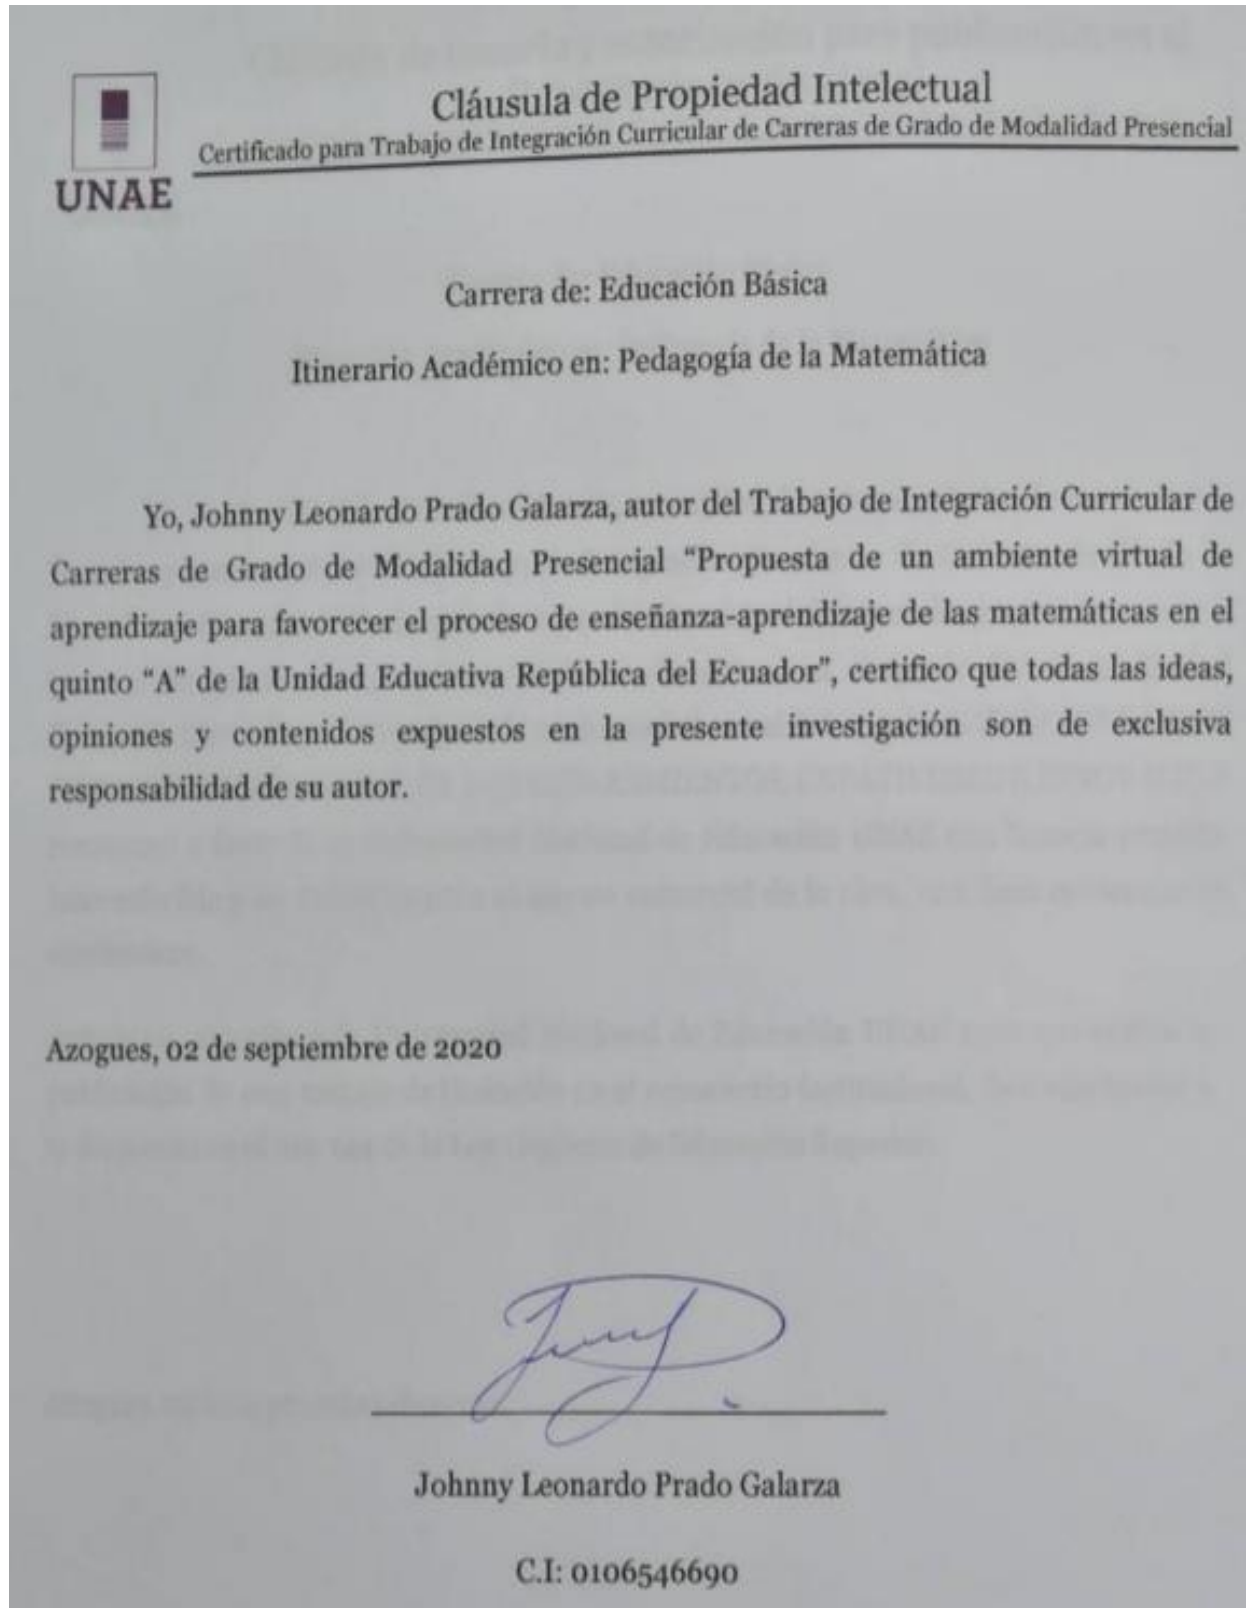 Cláusula de Propiedad Intelectual
Certificado para Trabajo de Integración Curricular de Carreras de Grado de Modalidad Presencial
UNAE
Carrera de: Educación Básica
Itinerario Académico en: Pedagogía de la Matemática
Yo, Johnny Leonardo Prado Galarza, autor del Trabajo de Integración Curricular de
Carreras de Grado de Modalidad Presencial “Propuesta de un ambiente virtual de
aprendizaje para favorecer el proceso de enseñanza-aprendizaje de las matemáticas en el
quinto “A” de la Unidad Educativa República del Ecuador”, certifico que todas las ideas,
opiniones y contenidos expuestos en la presente investigación son de exclusiva
responsabilidad de su autor.
Azogues, 02 de septiembre de 2020
Johnny Leonardo Prado Galarza
C.I: 0106546690